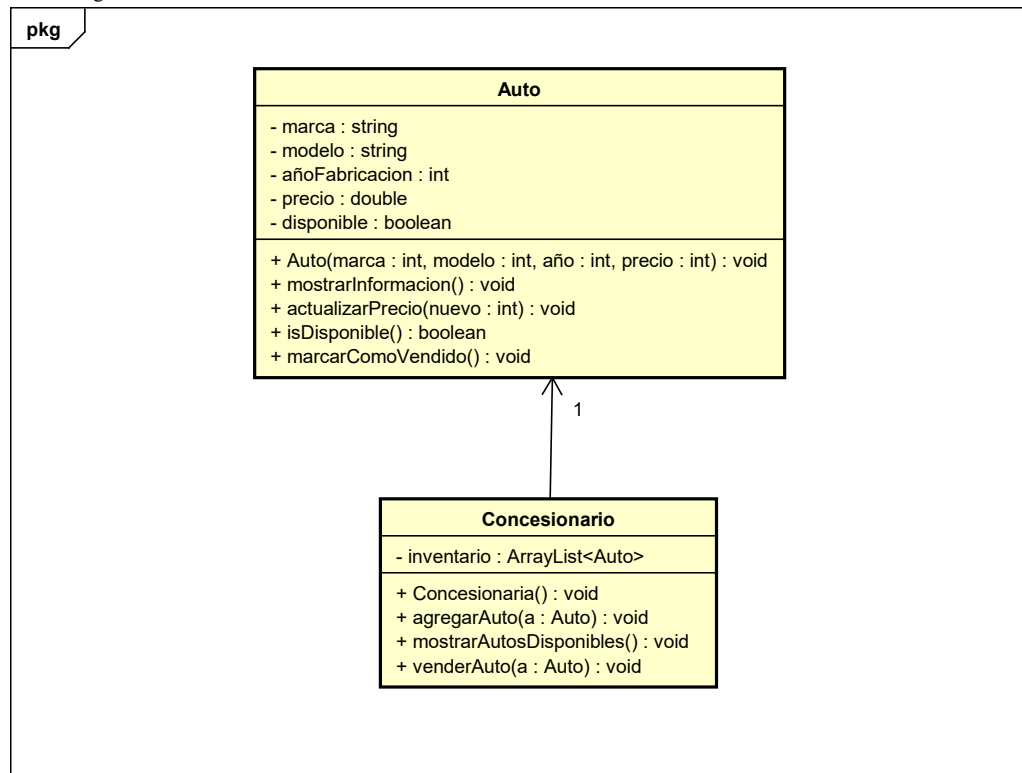 pkg
Auto
- marca : string
- modelo : string
- añoFabricacion : int
- precio : double
- disponible : boolean
+ Auto(marca : int, modelo : int, año : int, precio : int) : void
+ mostrarInformacion() : void
+ actualizarPrecio(nuevo : int) : void
+ isDisponible() : boolean
+ marcarComoVendido() : void
1
Concesionario
- inventario : ArrayList<Auto>
+ Concesionaria() : void
+ agregarAuto(a : Auto) : void
+ mostrarAutosDisponibles() : void
+ venderAuto(a : Auto) : void